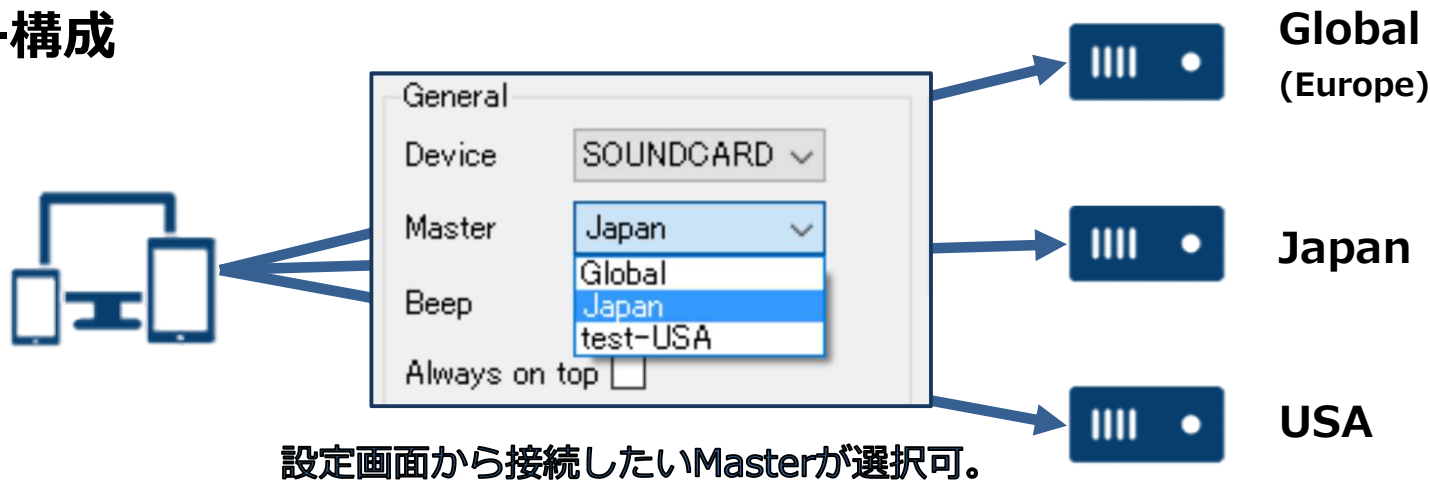 構成
General
Device SOUNDCARD
Master Japan
Global
Japan
test-USA
Beep
Always on top
設定画面から接続したいMasterが選択可。
Global
(Europe)
Japan
USA